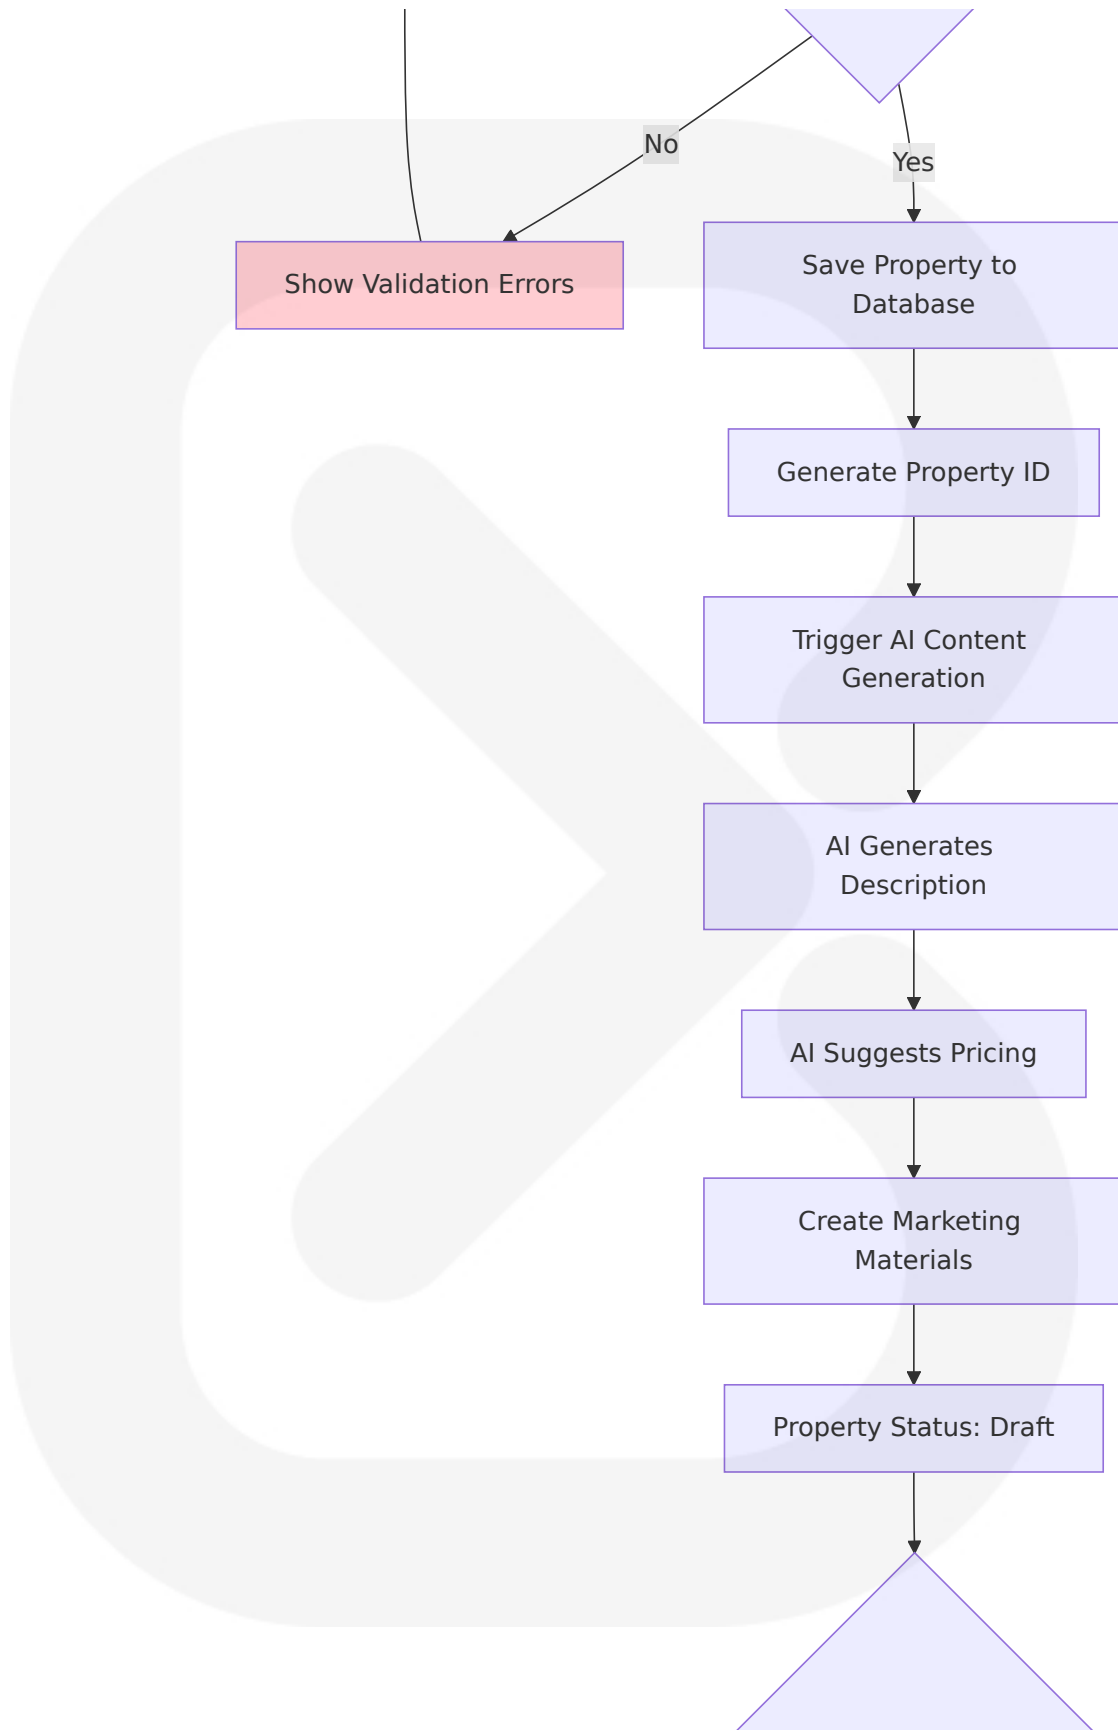 No
Yes
Show Validation Errors
Save Property to
Database
Generate Property ID
Trigger AI Content
Generation
AI Generates
Description
AI Suggests Pricing
Create Marketing
Materials
Property Status: Draft